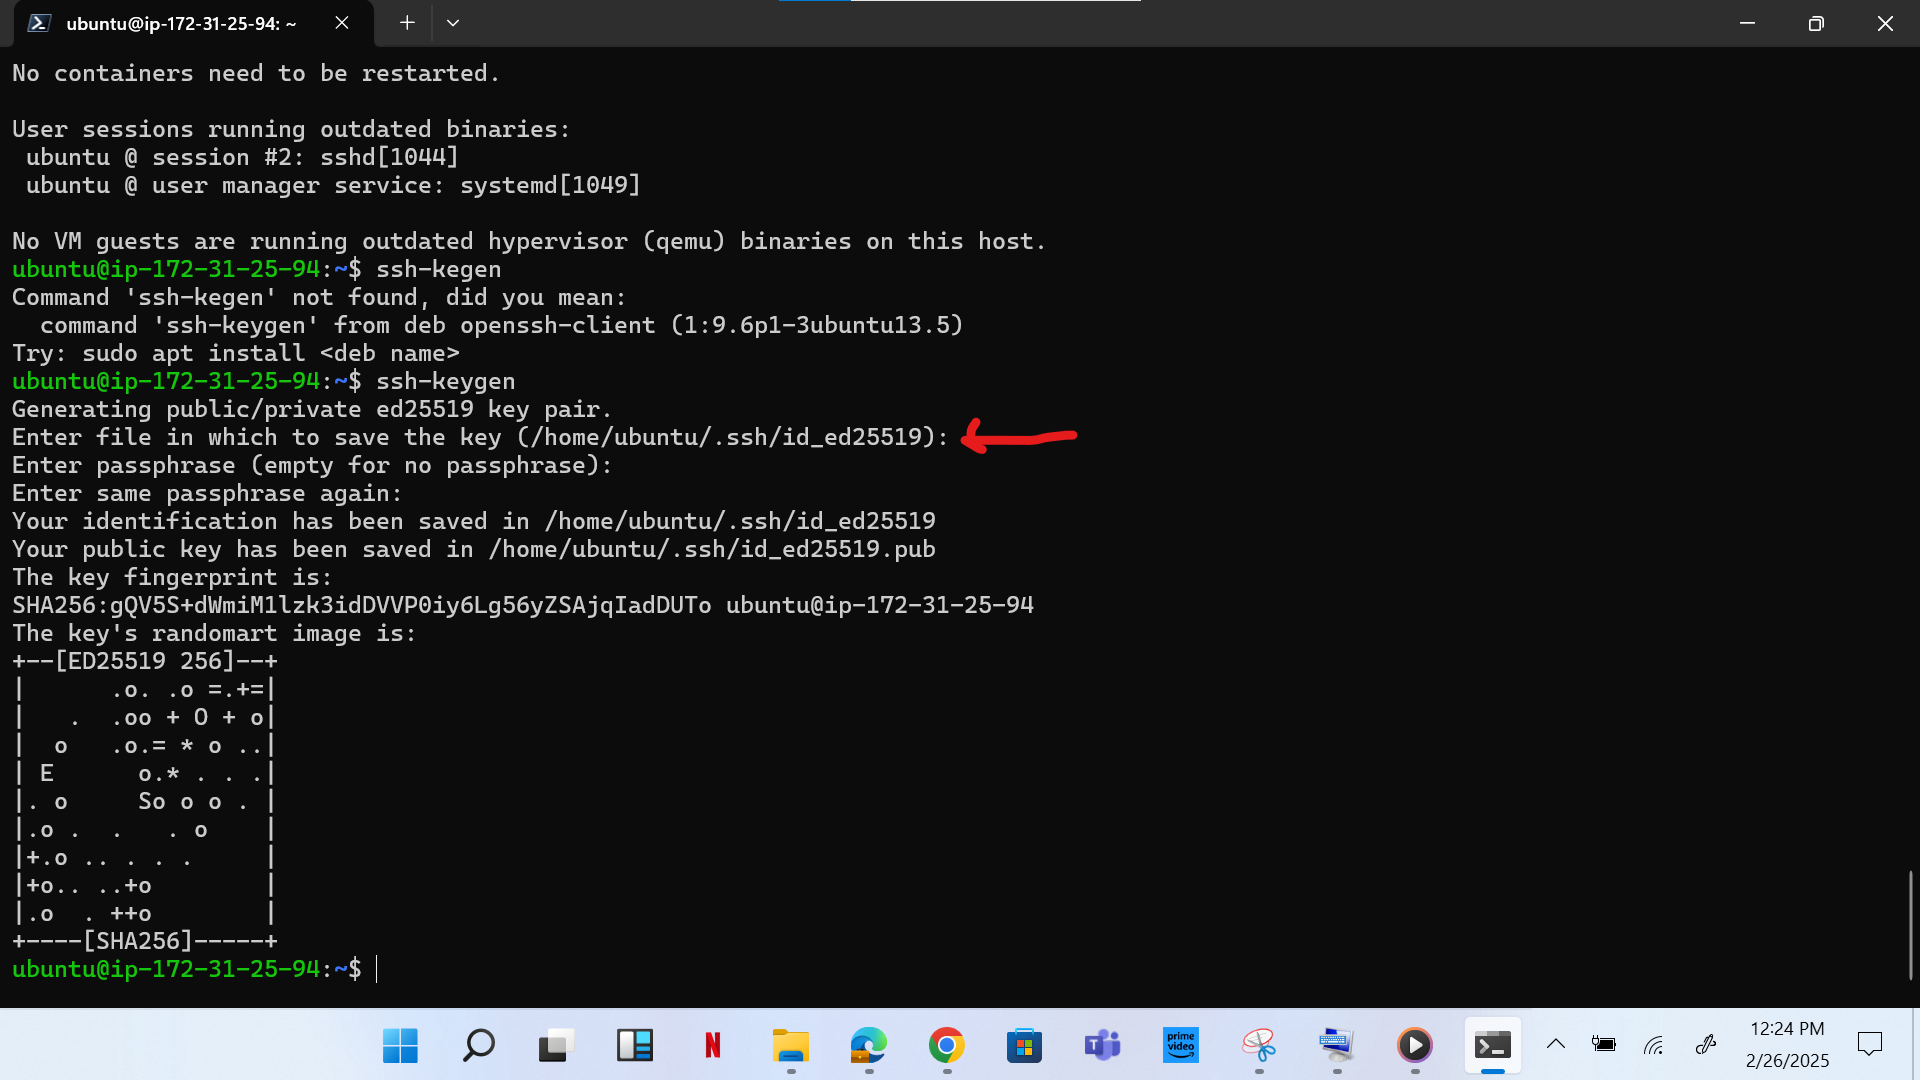 ubuntu@ip-172-31-25-94: ~
No containers need to be restarted.
User sessions running outdated binaries:
 ubuntu @ session #2: sshd[1044]
 ubuntu @ user manager service: systemd[1049]
No VM guests are running outdated hypervisor (qemu) binaries on this host.
ubuntu@ip-172-31-25-94:~$ ssh-kegen
Command 'ssh-kegen' not found, did you mean:
  command 'ssh-keygen' from deb openssh-client (1:9.6p1-3ubuntu13.5)
Try: sudo apt install <deb name>
ubuntu@ip-172-31-25-94:~$ ssh-keygen
Generating public/private ed25519 key pair.
Enter file in which to save the key (/home/ubuntu/.ssh/id_ed25519):
Enter passphrase (empty for no passphrase):
Enter same passphrase again:
Your identification has been saved in /home/ubuntu/.ssh/id_ed25519
Your public key has been saved in /home/ubuntu/.ssh/id_ed25519.pub
The key fingerprint is:
SHA256:gQV5S+dWmiM1lzk3idDVVP0iy6Lg56yZSAjqIadDUTo ubuntu@ip-172-31-25-94
The key's randomart image is:
+--[ED25519 256]--+
|      .o. .o =.+=|
|   .  .oo + O + o|
|  o   .o.= * o ..|
| E      o.* . . .|
|. o     So o o . |
|.o .  .   . o    |
|+.o .. . . .     |
|+o.. ..+o        |
|.o  . ++o        |
+----[SHA256]-----+
ubuntu@ip-172-31-25-94:~$
N
T
prime video
12:24 PM
2/26/2025